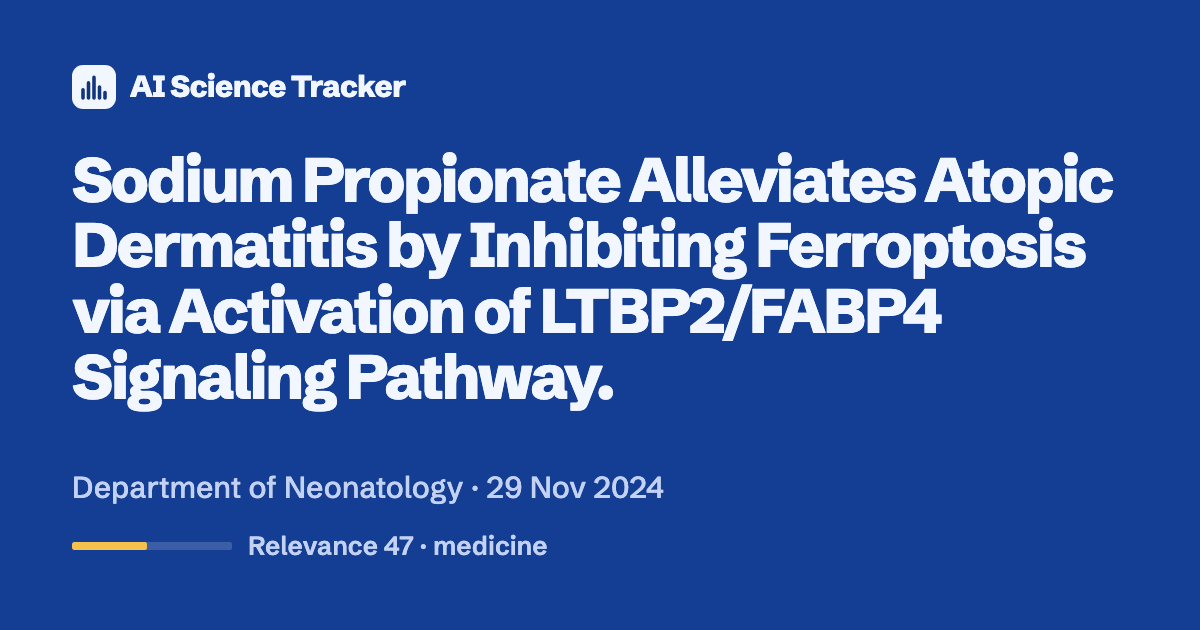 AI Science Tracker
Sodium Propionate Alleviates Atopic
Dermatitis by Inhibiting Ferroptosis
via Activation of LTBP2/FABP4
Signaling Pathway.
Department of Neonatology · 29 Nov 2024
Relevance 47 · medicine